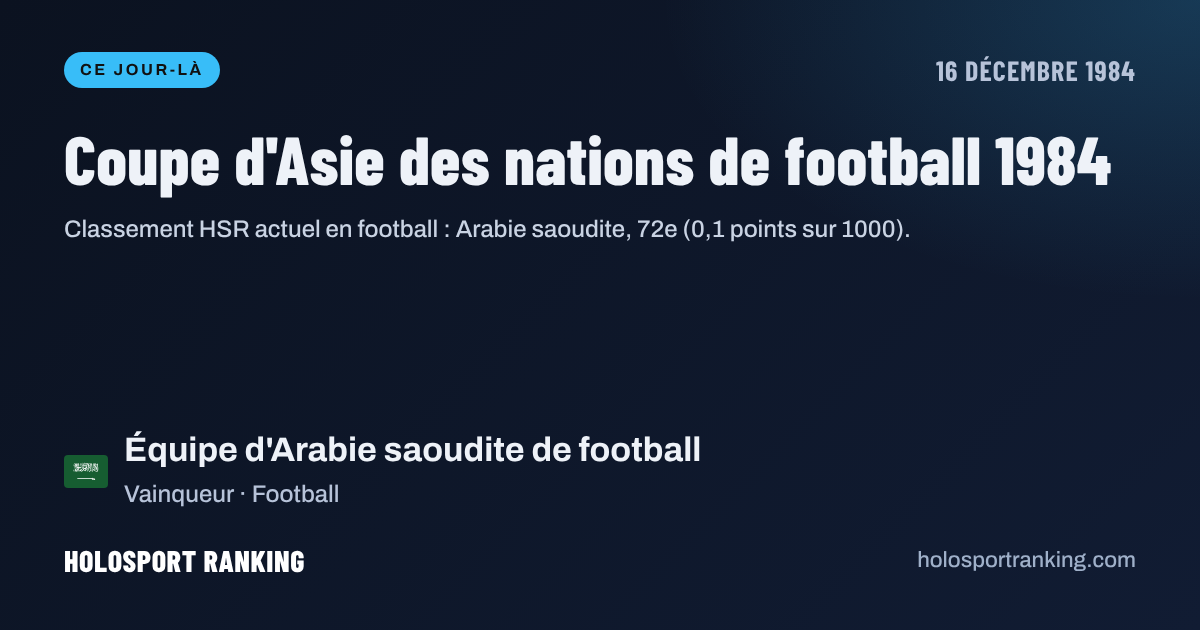 CE JOUR-LÀ
16 DÉCEMBRE 1984
Coupe d'Asie des nations de football 1984
Classement HSR actuel en football : Arabie saoudite, 72e (0,1 points sur 1000).
Équipe d'Arabie saoudite de football
Vainqueur · Football
HOLOSPORT RANKING
holosportranking.com